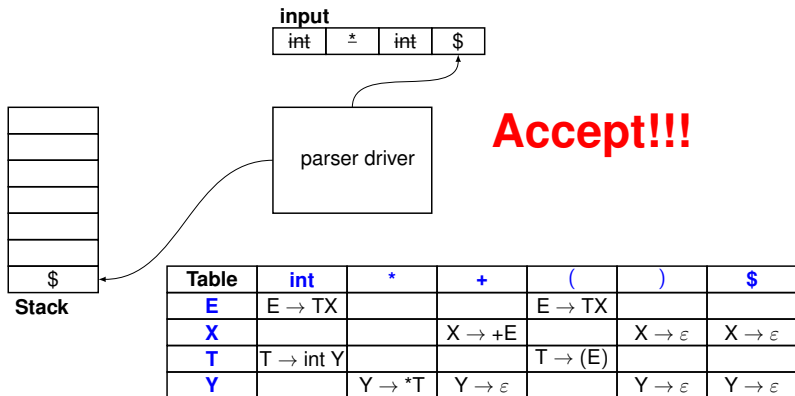 input
int * int $
Accept!!!
parser driver
$
Stack
Table int * + ( ) $
E E → TX E → TX
X X → +E X → ε X → ε
T T → int Y T → (E)
Y Y → *T Y → ε Y → ε Y → ε